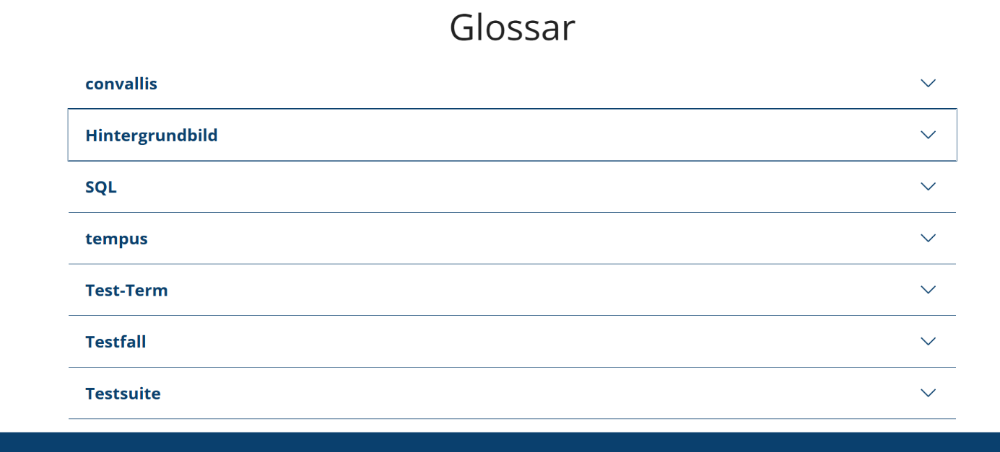 Glossar
convallis
Hintergrundbild
SQL
tempus
Test-Term
Testfall
Testsuite